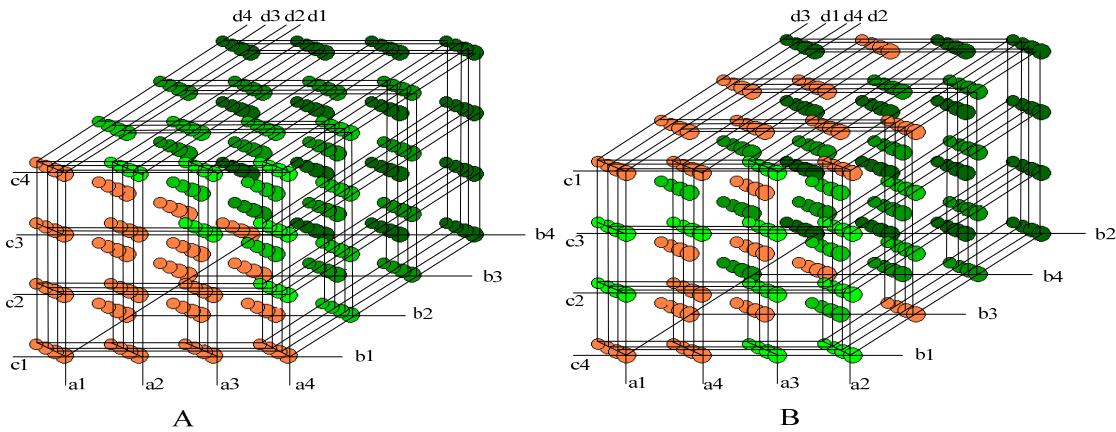 d4 d3 d2 d1
c4
c3
c2
c1
b4
b3
b2
b1
a1 a2 a3 a4
A
d3 d1 d4 d2
c1
c3
c2
c4
b2
b4
b3
b1
a1 a4 a3 a2
B